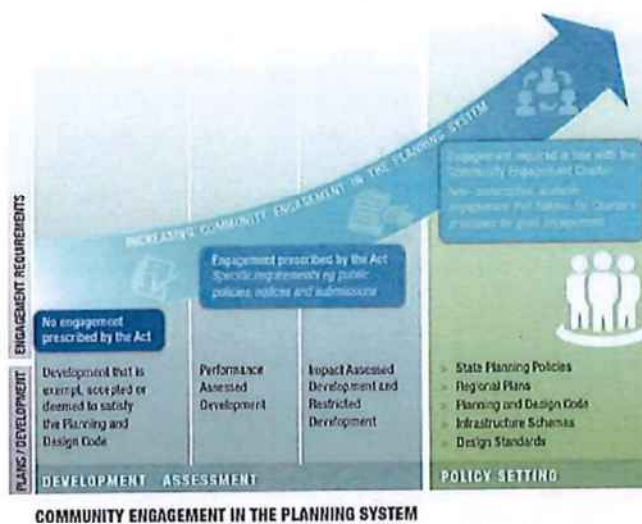 INCREASING COMMUNITY ENGAGEMENT IN THE PLANNING SYSTEM
ENGAGEMENT REQUIREMENTS
No engagement
prescribed by the Act
Engagement prescribed by the Act
Specific requirements eg public
policies, notices and submissions
Engagement required in line with the
Community Engagement Charter
engagement that
principles for good engagement
PLANS / DEVELOPMENT
Development that is
exempt, accepted or
deemed to satisfy
the Planning and
Design Code
Performance
Assessed
Development
Impact Assessed
Development and
Restricted
Development
» State Planning Policies
» Regional Plans
» Planning and Design Code
» Infrastructure Schemes
» Design Standards
DEVELOPMENT ASSESSMENT
POLICY SETTING
COMMUNITY ENGAGEMENT IN THE PLANNING SYSTEM